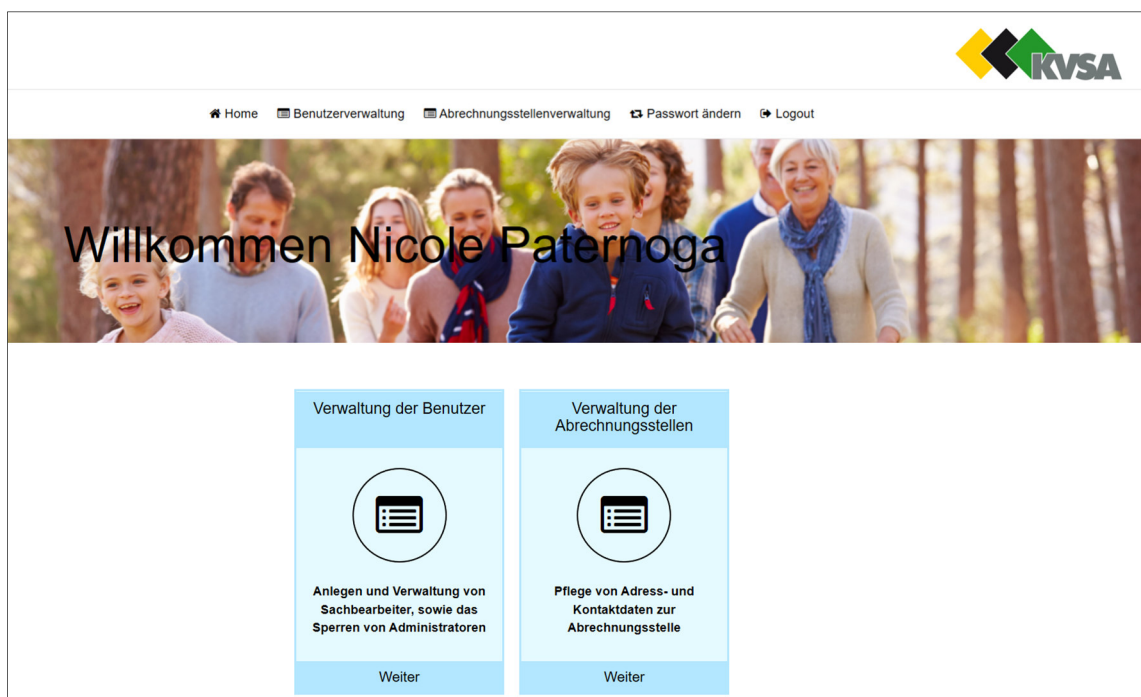 KVSA
Home Benutzerverwaltung Abrechnungsstellenverwaltung Passwort ändern Logout
Willkommen Nicole Paternoga
Verwaltung der Benutzer
Anlegen und Verwaltung von
Sachbearbeiter, sowie das
Sperren von Administratoren
Weiter
Verwaltung der
Abrechnungsstellen
Pflege von Adress- und
Kontaktdaten zur
Abrechnungsstelle
Weiter